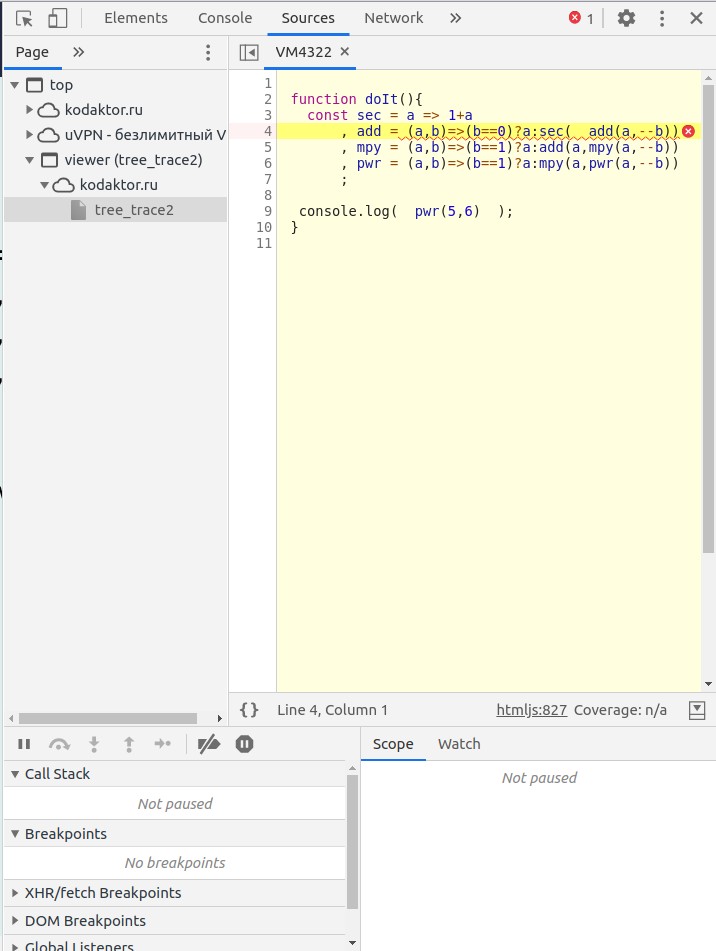 Elements Console Sources Network 1
Page
VM4322
top
kodaktor.ru
uVPN - безлимитный V
viewer (tree_trace2)
kodaktor.ru
tree_trace2
1
2 function doIt(){
3 const sec = a => 1+a
4 , add = (a,b)=>(b==0)?a:sec( add(a,--b))
5 , mpy = (a,b)=>(b==1)?a:add(a,mpy(a,--b))
6 , pwr = (a,b)=>(b==1)?a:mpy(a,pwr(a,--b))
7 ;
8
9 console.log( pwr(5,6) );
10 }
11
{} Line 4, Column 1 htmljs:827 Coverage: n/a
Call Stack
Not paused
Breakpoints
No breakpoints
XHR/fetch Breakpoints
DOM Breakpoints
Global Listeners
Scope Watch
Not paused